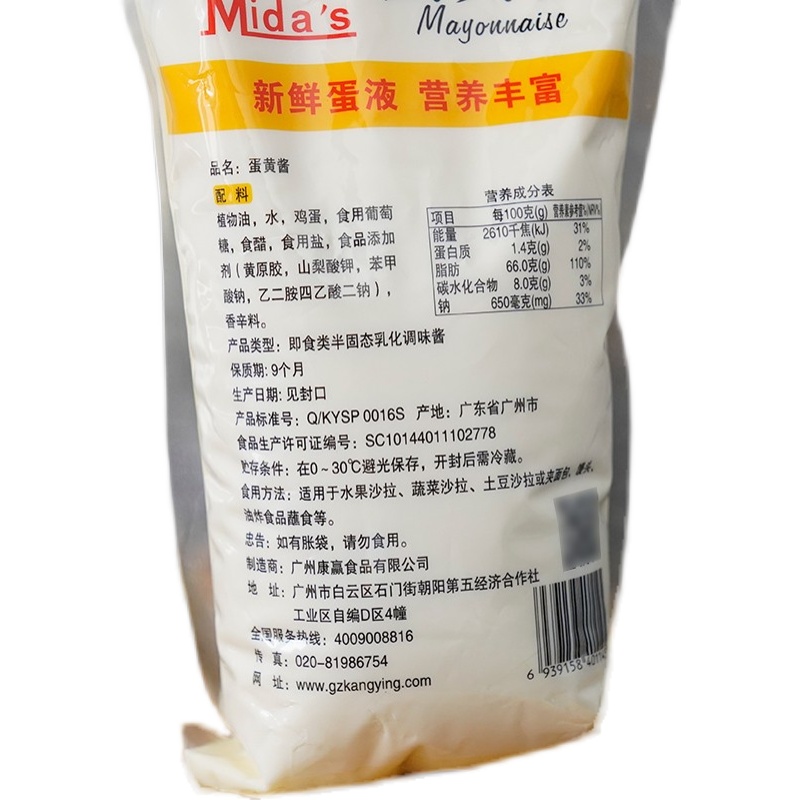 Mida's
Mayonnaise
新鲜蛋液 营养丰富
品名: 蛋黄酱
配料
植物油，水，鸡蛋，食用葡萄
糖，食醋，食用盐，食品添加
剂（黄原胶，山梨酸钾，苯甲
酸钠，乙二胺四乙酸二钠），
香辛料。
营养成分表
项目 每100克(g) 营养素参考值%/NRV%
能量 2610千焦(kJ) 31%
蛋白质 1.4克(g) 2%
脂肪 66.0克(g) 110%
碳水化合物 8.0克(g) 3%
钠 650毫克(mg) 33%
产品类型: 即食类半固态乳化调味酱
保质期: 9个月
生产日期: 见封口
产品标准号: Q/KYSP 0016S 产地: 广东省广州市
食品生产许可证编号: SC10144011102778
贮存条件: 在0~30℃避光保存，开封后需冷藏。
食用方法: 适用于水果沙拉、蔬菜沙拉、土豆沙拉或夹面包、馒头、
油炸食品蘸食等。
忠告: 如有胀袋，请勿食用。
制造商: 广州康赢食品有限公司
地 址: 广州市白云区石门街朝阳第五经济合作社
工业区自编D区4幢
全国服务热线: 4009008816
传 真: 020-81986754
网 址: www.gzkangying.com
6 939158